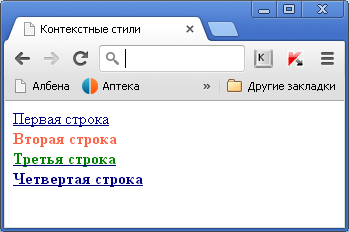 Контекстные стили
K
Албена
Аптека
»
Другие закладки
Первая строка
Вторая строка
Третья строка
Четвертая строка